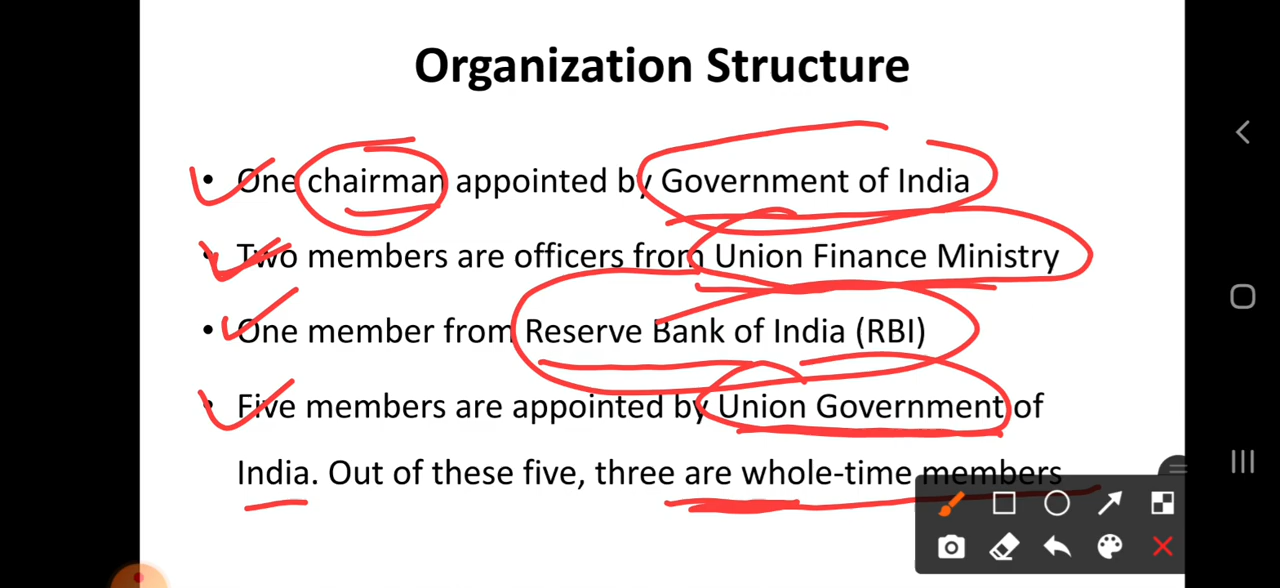 Organization Structure
• One chairman appointed by Government of India
• Two members are officers from Union Finance Ministry
• One member from Reserve Bank of India (RBI)
• Five members are appointed by Union Government of
India. Out of these five, three are whole-time members